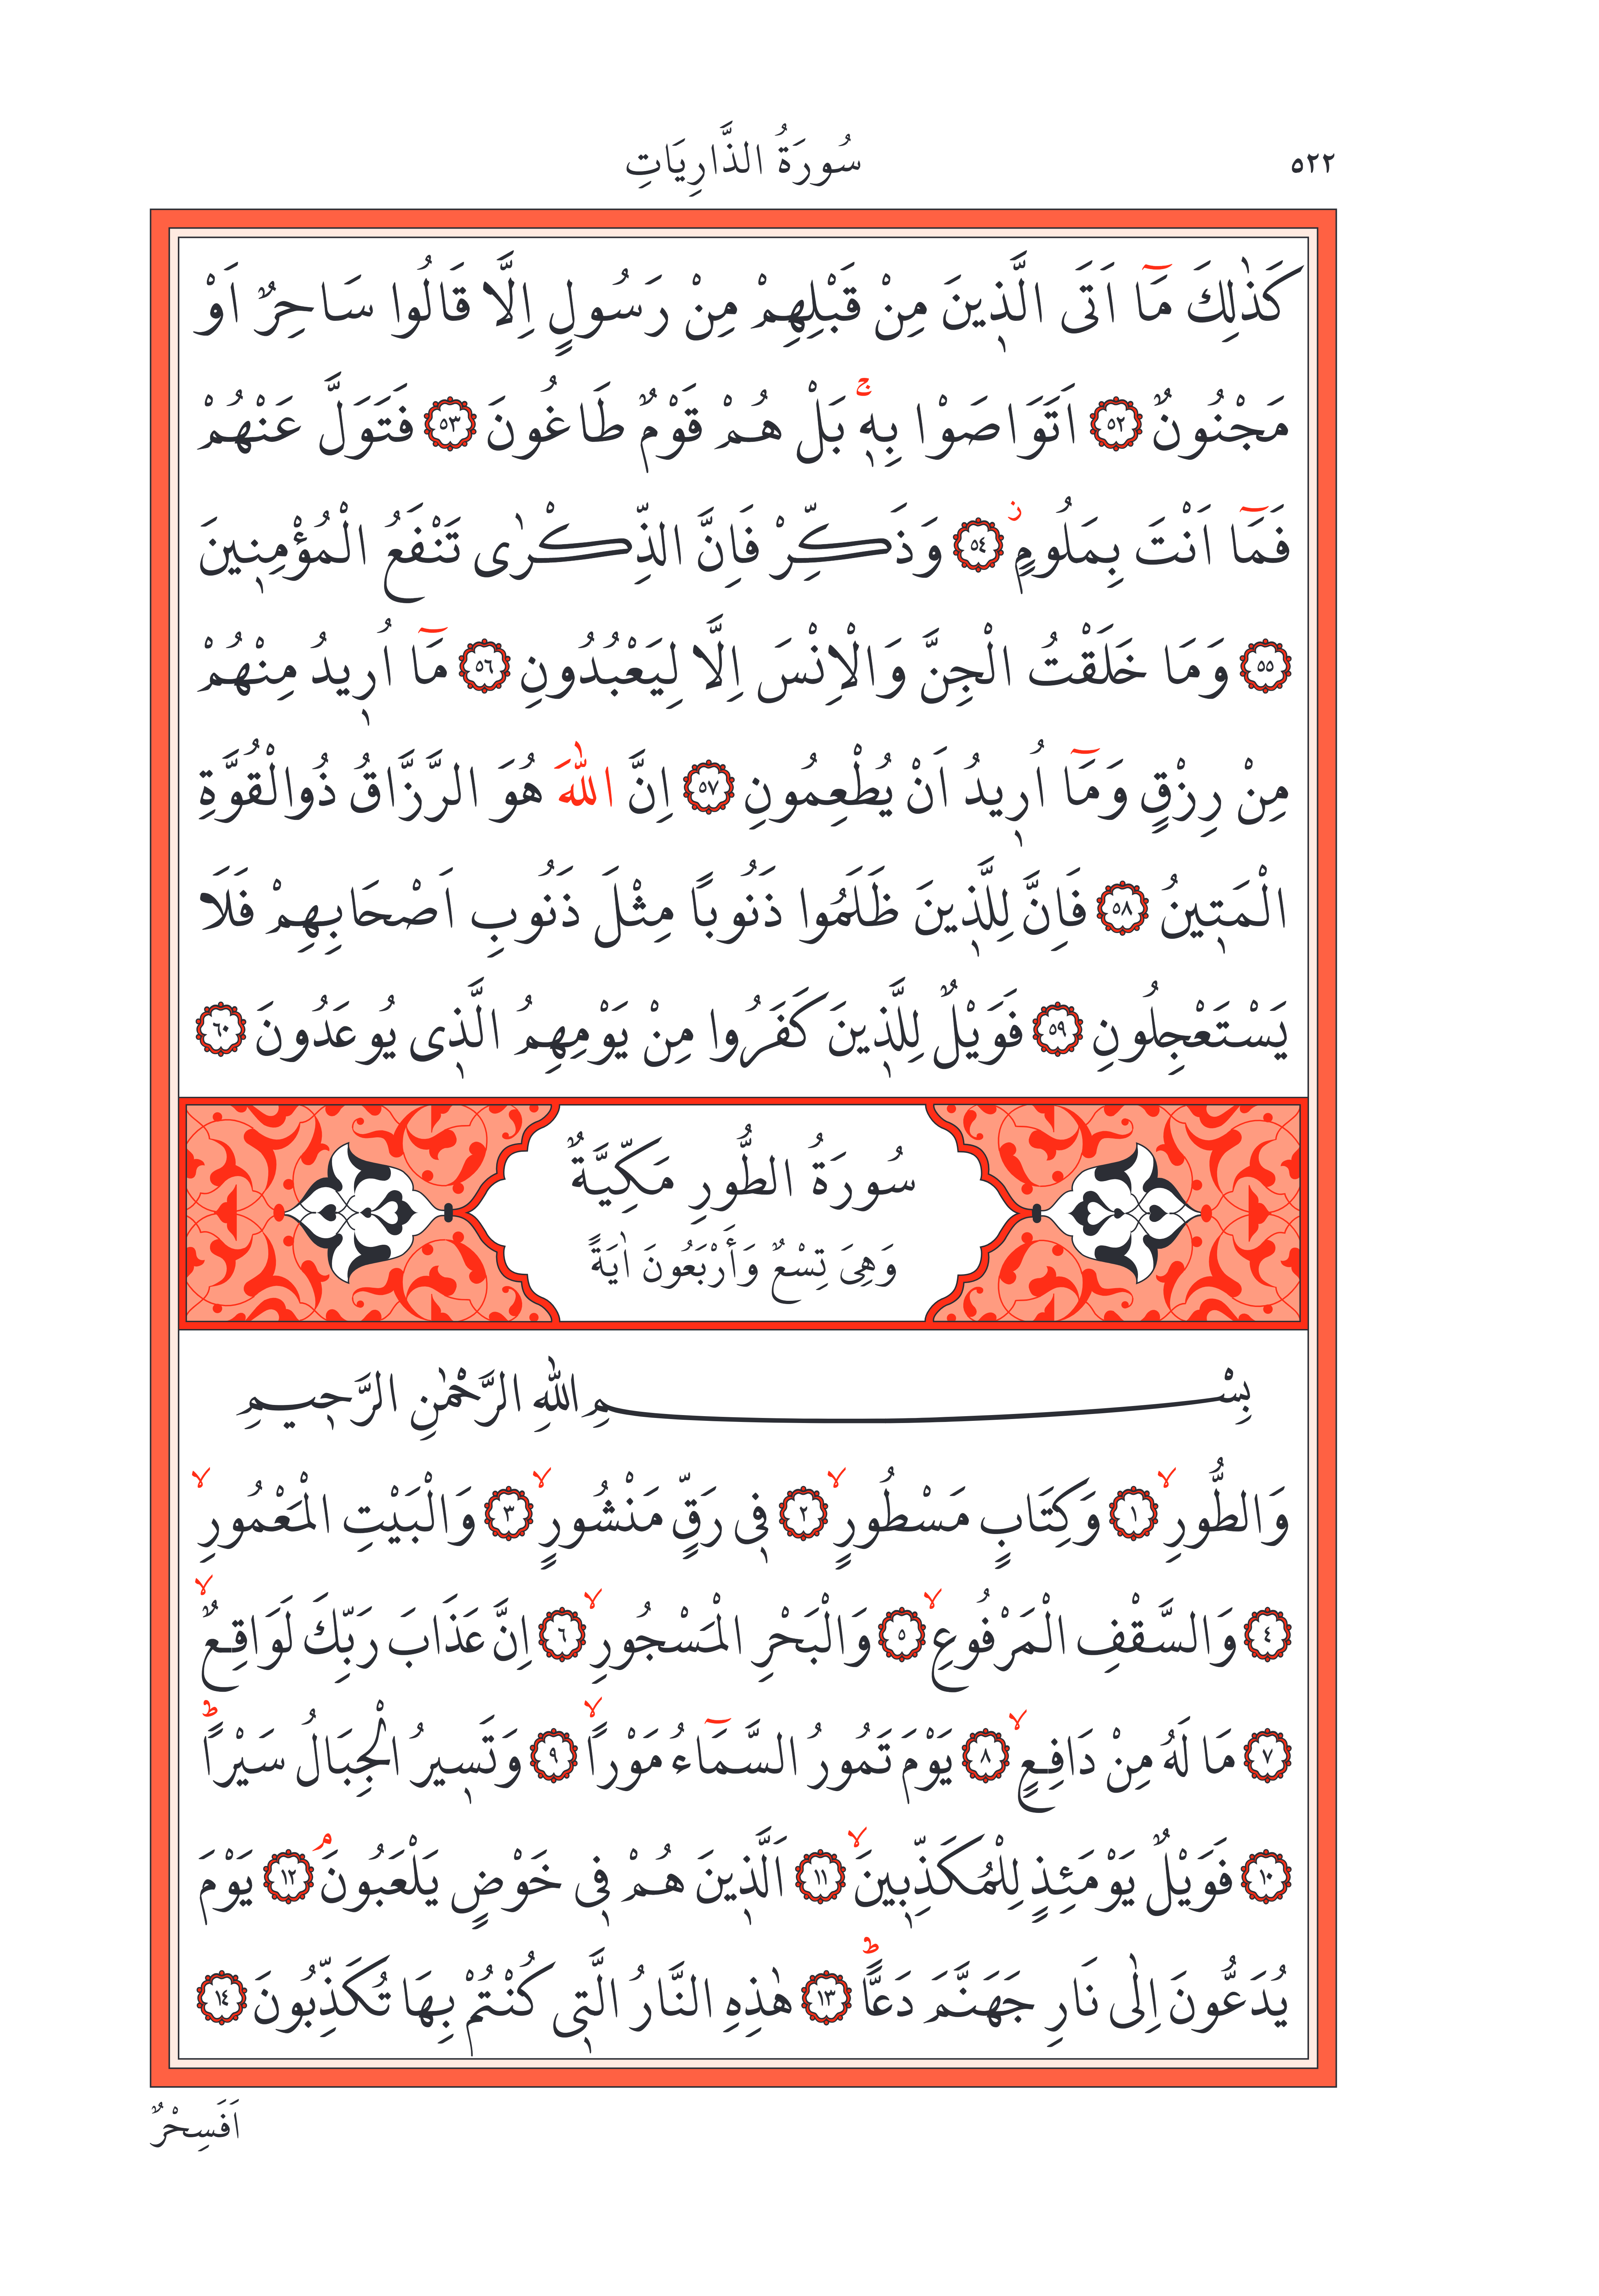 ٥٢٢
سُورَةُ الذَّارِيَاتِ
كَذٰلِكَ مَٓا اَتَى الَّذ۪ينَ مِنْ قَبْلِهِمْ مِنْ رَسُولٍ اِلَّا قَالُوا سَاحِرٌ اَوْ
مَجْنُونٌ ﴿٥٢﴾ اَتَوَاصَوْا بِه۪ۚ بَلْ هُمْ قَوْمٌ طَاغُونَ ﴿٥٣﴾ فَتَوَلَّ عَنْهُمْ
فَمَٓا اَنْتَ بِمَلُومٍ ز ﴿٥٤﴾ وَذَكِّرْ فَاِنَّ الذِّكْرٰى تَنْفَعُ الْمُؤْمِن۪ينَ
﴿٥٥﴾ وَمَا خَلَقْتُ الْجِنَّ وَالْاِنْسَ اِلَّا لِيَعْبُدُونِ ﴿٥٦﴾ مَٓا اُر۪يدُ مِنْهُمْ
مِنْ رِزْقٍ وَمَٓا اُر۪يدُ اَنْ يُطْعِمُونِ ﴿٥٧﴾ اِنَّ اللّٰهَ هُوَ الرَّزَّاقُ ذُوالْقُوَّةِ
الْمَت۪ينُ ﴿٥٨﴾ فَاِنَّ لِلَّذ۪ينَ ظَلَمُوا ذَنُوباً مِثْلَ ذَنُوبِ اَصْحَابِهِمْ فَلَا
يَسْتَعْجِلُونِ ﴿٥٩﴾ فَوَيْلٌ لِلَّذ۪ينَ كَفَرُوا مِنْ يَوْمِهِمُ الَّذ۪ى يُوعَدُونَ ﴿٦٠﴾
سُورَةُ الطُّورِ مَكِّيَّةٌ
وَهِىَ تِسْعٌ وَأَرْبَعُونَ اٰيَةً
بِسْمِ اللّٰهِ الرَّحْمٰنِ الرَّح۪يمِ
وَالطُّورِۙ ﴿١﴾ وَكِتَابٍ مَسْطُورٍۙ ﴿٢﴾ ف۪ى رَقٍّ مَنْشُورٍۙ ﴿٣﴾ وَالْبَيْتِ الْمَعْمُورِۙ
﴿٤﴾ وَالسَّقْفِ الْمَرْفُوعِۙ ﴿٥﴾ وَالْبَحْرِ الْمَسْجُورِۙ ﴿٦﴾ اِنَّ عَذَابَ رَبِّكَ لَوَاقِعٌۙ
﴿٧﴾ مَا لَهُ مِنْ دَافِعٍۙ ﴿٨﴾ يَوْمَ تَمُورُ السَّمَٓاءُ مَوْراًۙ ﴿٩﴾ وَتَس۪يرُ الْجِبَالُ سَيْراًؕ
﴿١٠﴾ فَوَيْلٌ يَوْمَئِذٍ لِلْمُكَذِّب۪ينَۙ ﴿١١﴾ اَلَّذ۪ينَ هُمْ ف۪ى خَوْضٍ يَلْعَبُونَۢ ﴿١٢﴾ يَوْمَ
يُدَعُّونَ اِلٰى نَارِ جَهَنَّمَ دَعاًّؕ ﴿١٣﴾ هٰذِهِ النَّارُ الَّت۪ى كُنْتُمْ بِهَا تُكَذِّبُونَ ﴿١٤﴾
اَفَسِحْرٌ